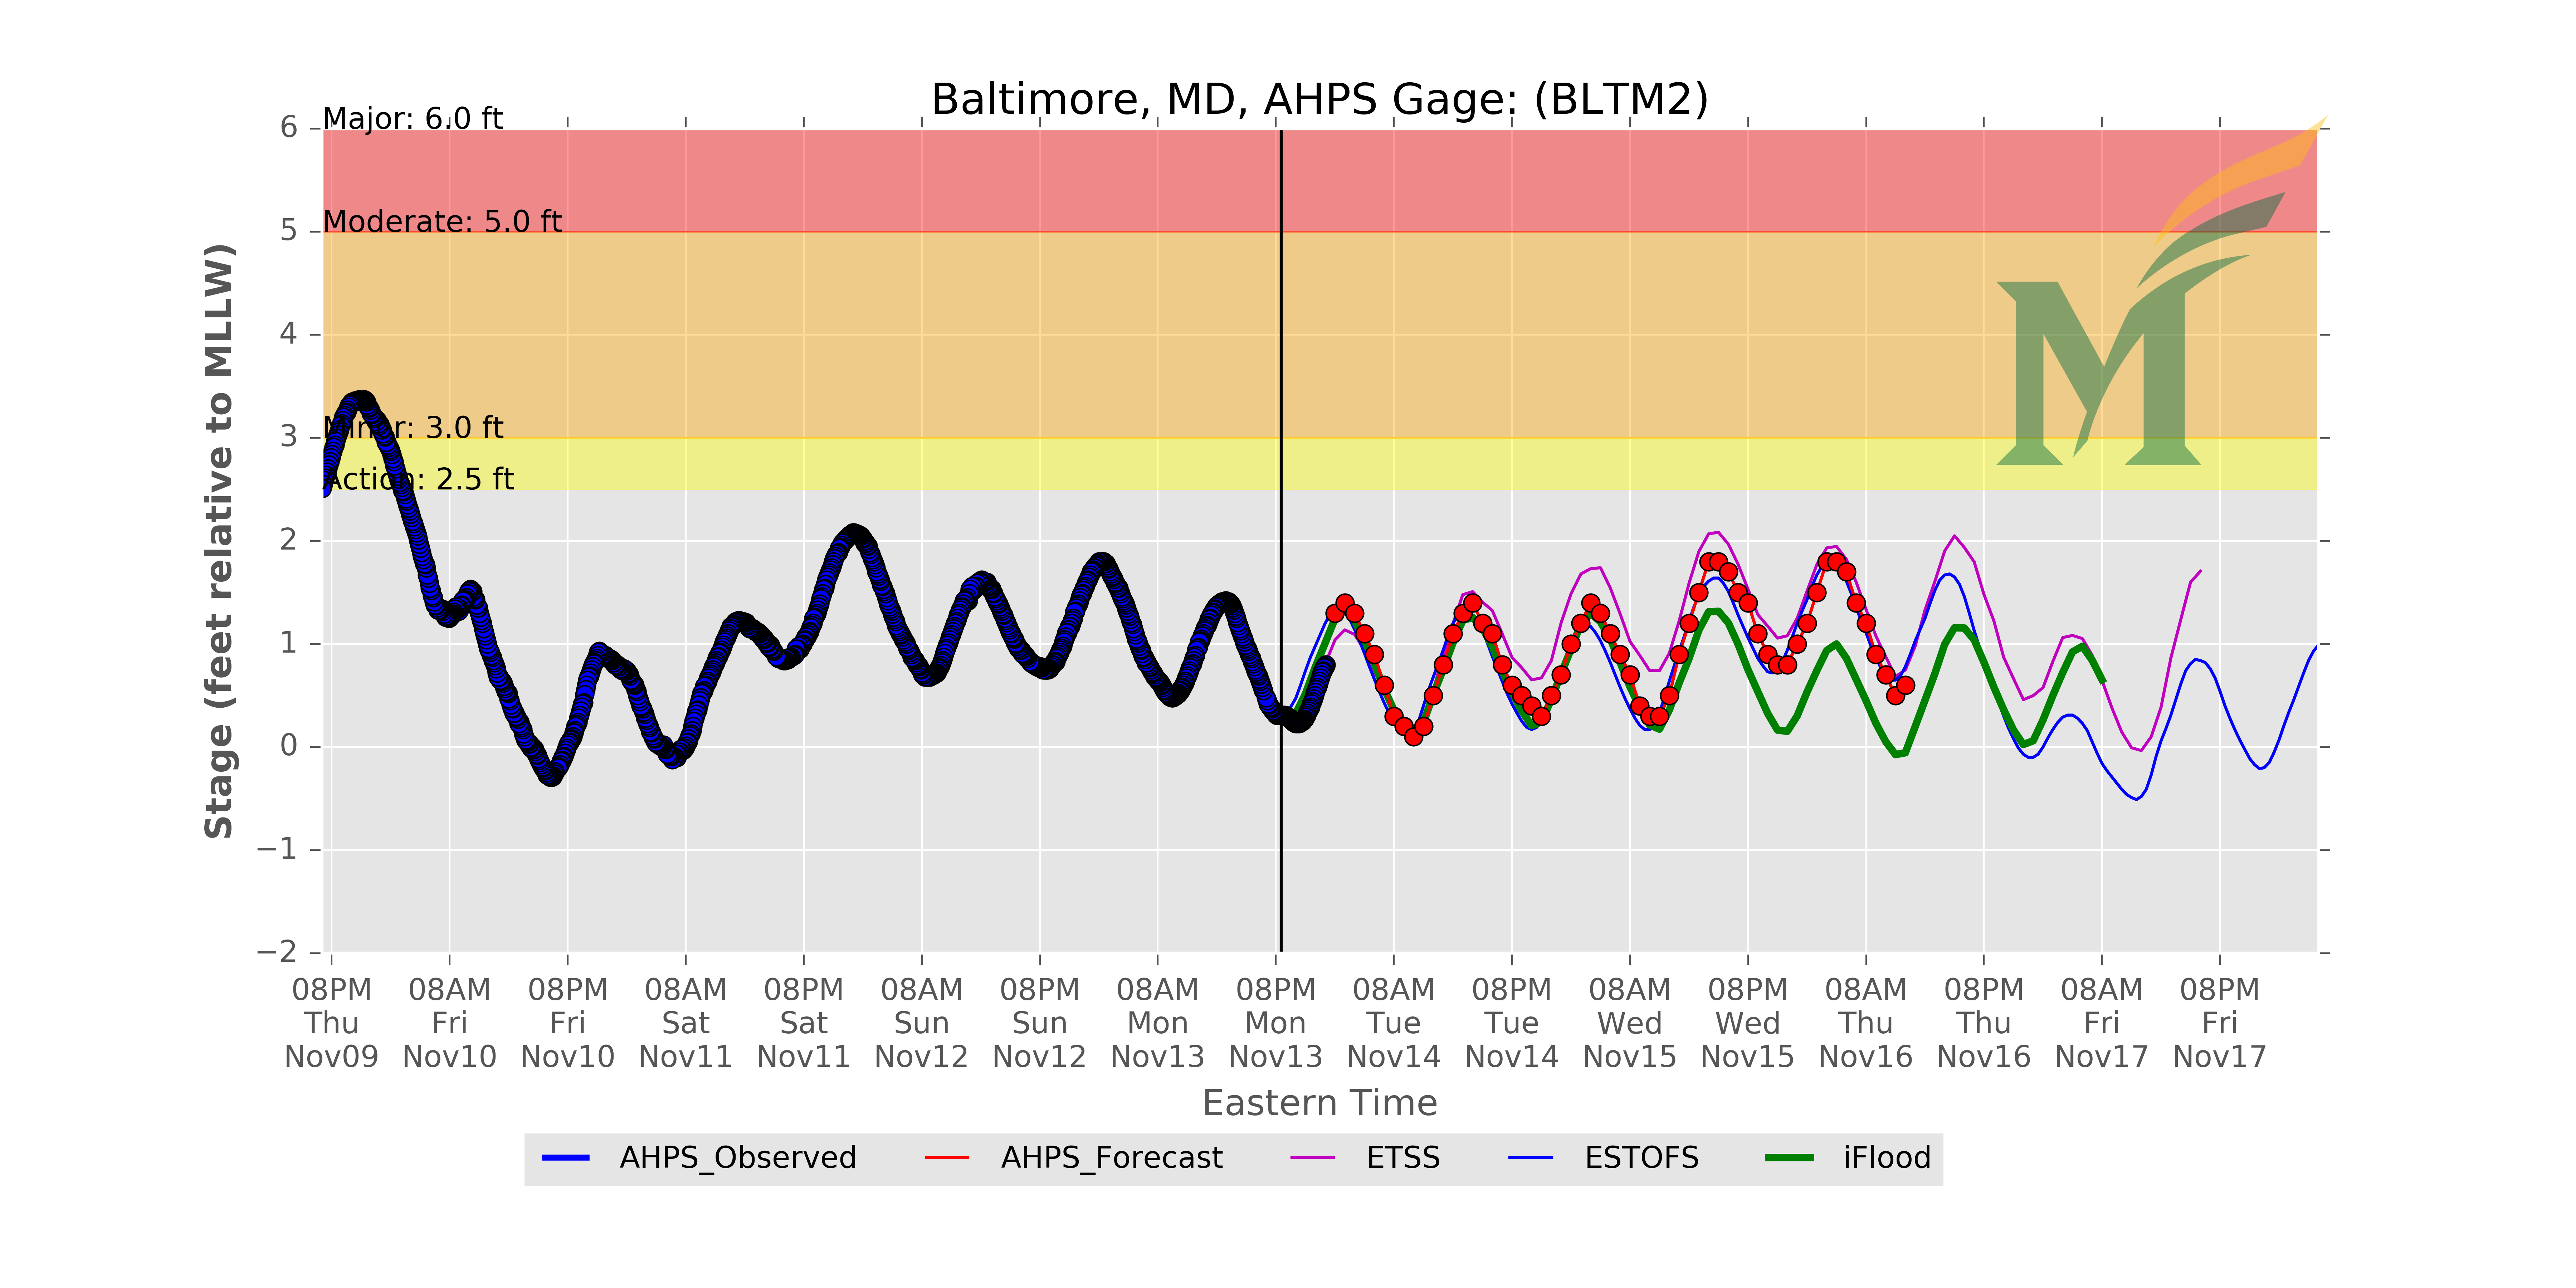 Baltimore, MD, AHPS Gage: (BLTM2)
Major: 6.0 ft
Moderate: 5.0 ft
Minor: 3.0 ft
Action: 2.5 ft
Stage (feet relative to MLLW)
6
5
4
3
2
1
0
−1
−2
08PM 08AM 08PM 08AM 08PM 08AM 08PM 08AM 08PM 08AM 08PM 08AM 08PM 08AM 08PM 08AM 08PM
Thu Fri Fri Sat Sat Sun Sun Mon Mon Tue Tue Wed Wed Thu Thu Fri Fri
Nov09 Nov10 Nov10 Nov11 Nov11 Nov12 Nov12 Nov13 Nov13 Nov14 Nov14 Nov15 Nov15 Nov16 Nov16 Nov17 Nov17
Eastern Time
AHPS_Observed AHPS_Forecast ETSS ESTOFS iFlood
M